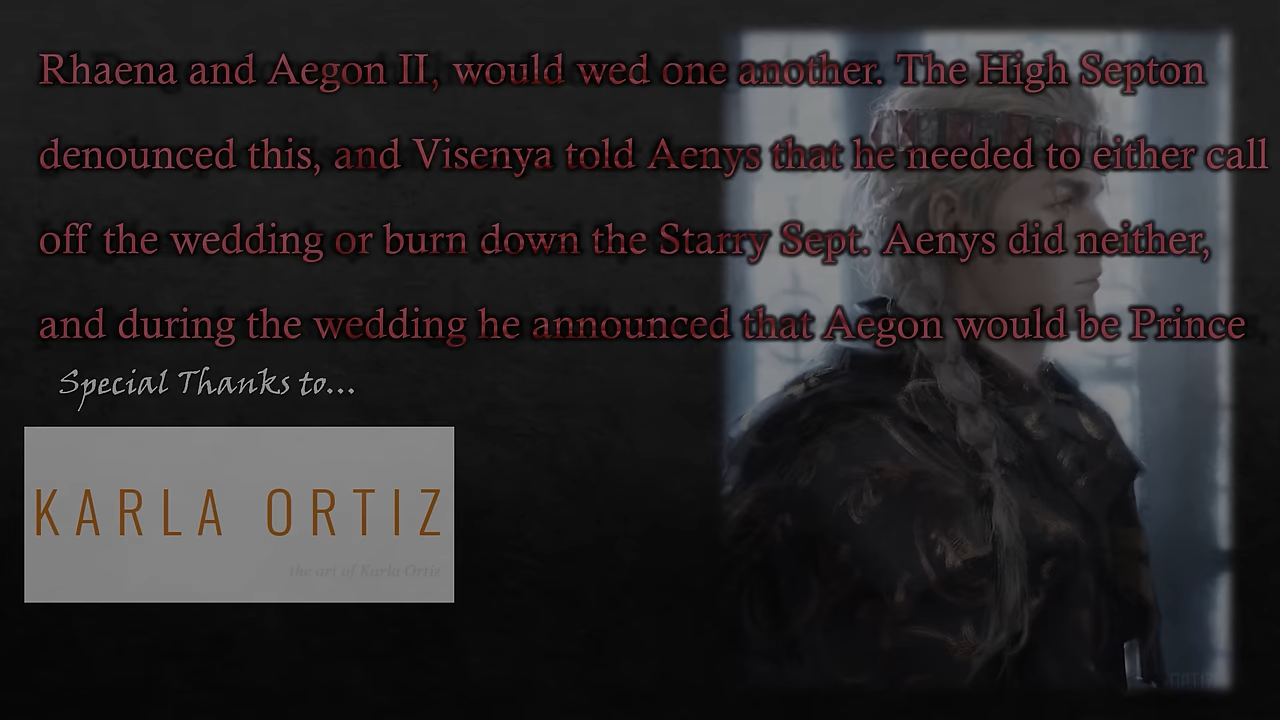 Rhaena and Aegon II, would wed one another. The High Septon
denounced this, and Visenya told Aenys that he needed to either call
off the wedding or burn down the Starry Sept. Aenys did neither,
and during the wedding he announced that Aegon would be Prince
Special Thanks to...
KARLA ORTIZ
the art of Karla Ortiz
ORTIZ